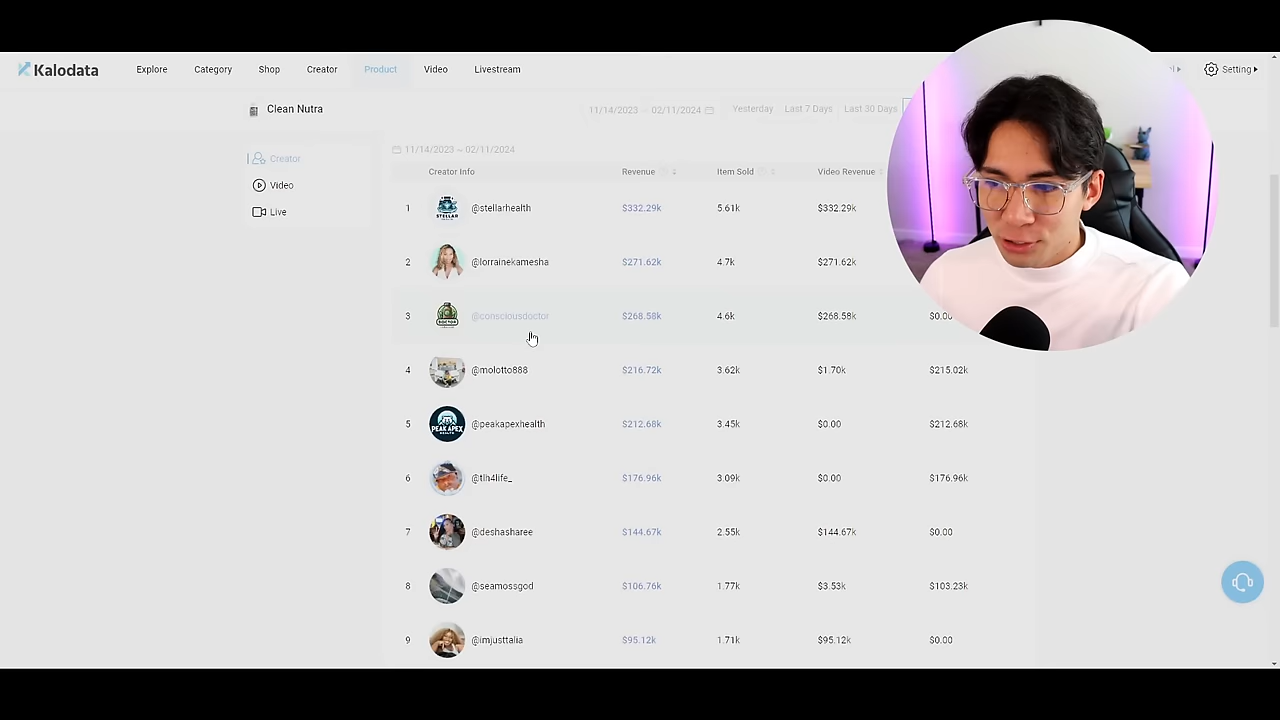 Kalodata Explore Category Shop Creator Product Video Livestream Setting
Clean Nutra 11/14/2023 ~ 02/11/2024 Yesterday Last 7 Days Last 30 Days
11/14/2023 ~ 02/11/2024
Creator
Video
Live
Creator Info Revenue Item Sold Video Revenue
1 STELLAR @stellarhealth $332.29k 5.61k $332.29k
2 @lorrainekamesha $271.62k 4.7k $271.62k
3 DOCTOR @consciousdoctor $268.58k 4.6k $268.58k $0.00
4 @molotto888 $216.72k 3.62k $1.70k $215.02k
5 PEAK APEX HEALTH @peakapexhealth $212.68k 3.45k $0.00 $212.68k
6 @tlh4life_ $176.96k 3.09k $0.00 $176.96k
7 @deshasharee $144.67k 2.55k $144.67k $0.00
8 @seamossgod $106.76k 1.77k $3.53k $103.23k
9 @imjusttalia $95.12k 1.71k $95.12k $0.00